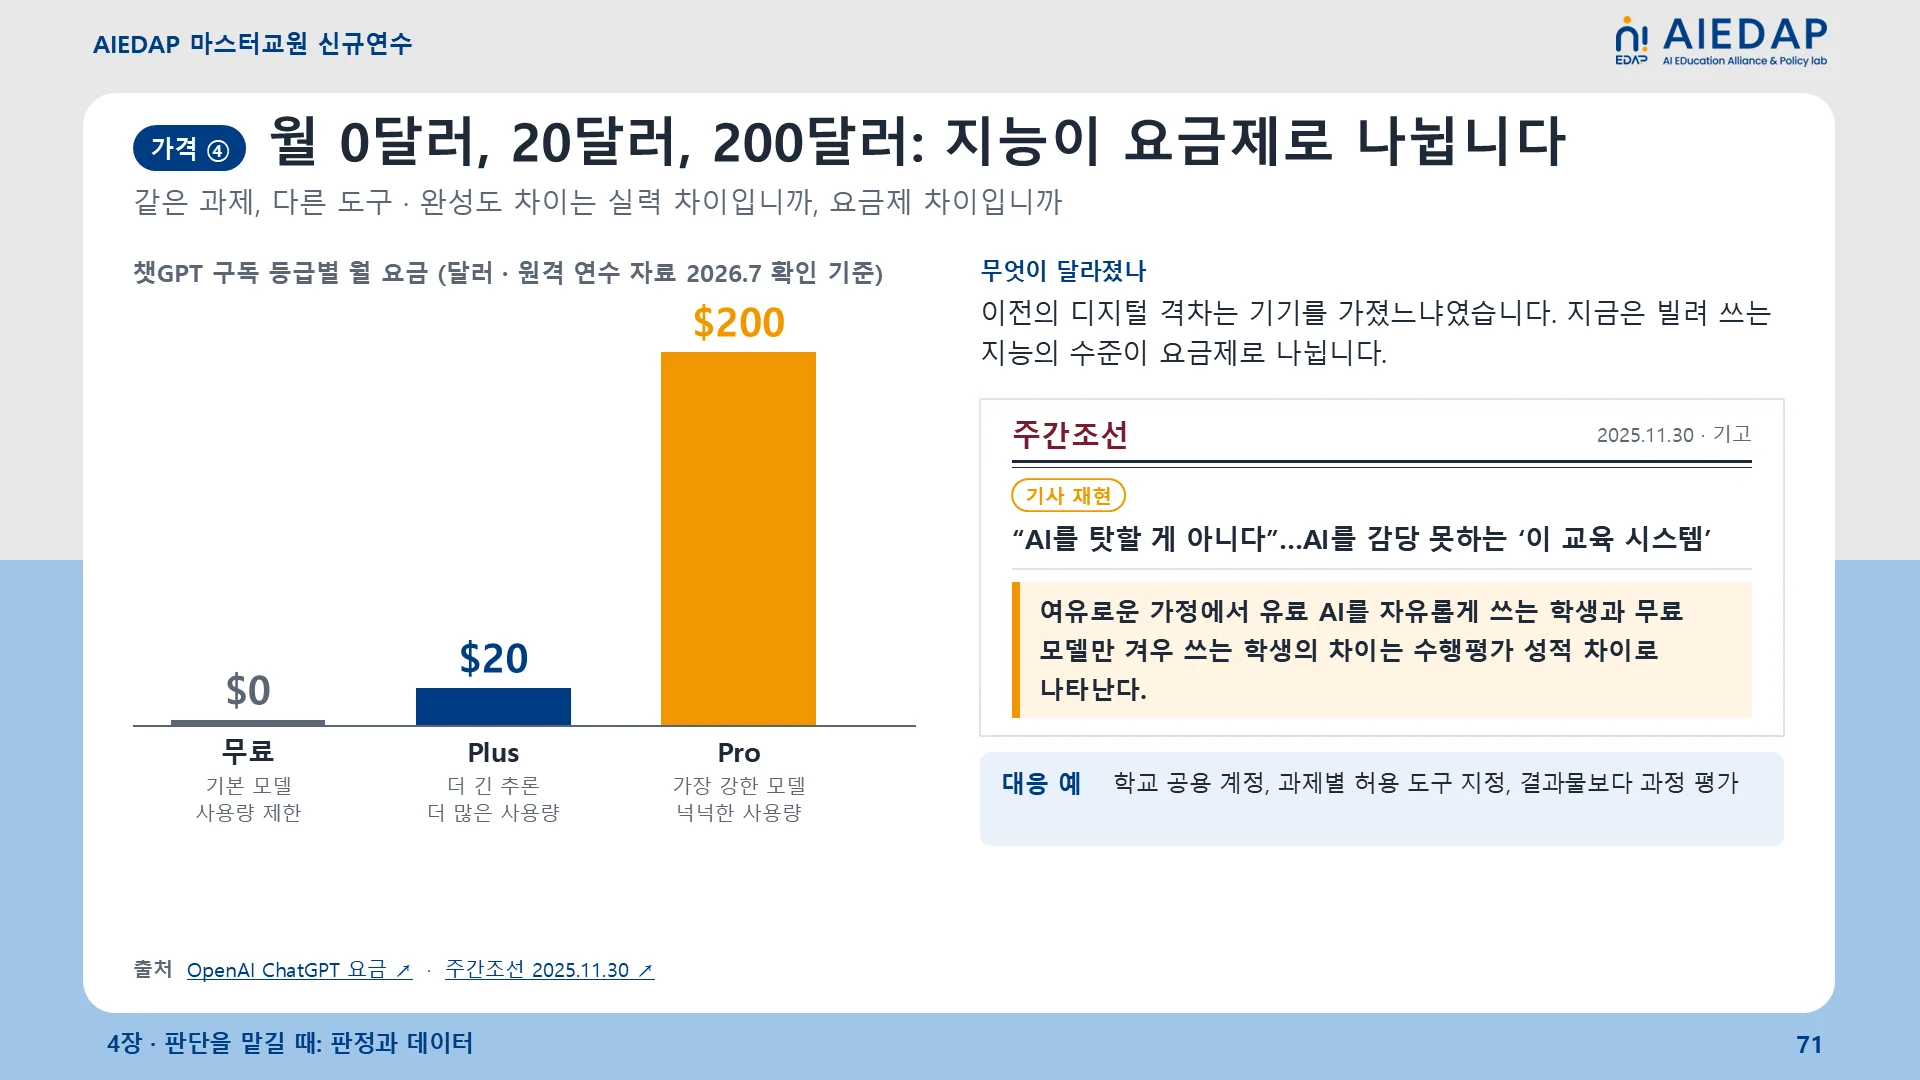 AIEDAP 마스터교원 신규연수
AIEDAP
EDAP
AI EDucation Alliance & Policy lab
가격 ④
월 0달러, 20달러, 200달러: 지능이 요금제로 나뉩니다
같은 과제, 다른 도구 · 완성도 차이는 실력 차이입니까, 요금제 차이입니까
챗GPT 구독 등급별 월 요금 (달러 · 원격 연수 자료 2026.7 확인 기준)
$0
$20
$200
무료
기본 모델
사용량 제한
Plus
더 긴 추론
더 많은 사용량
Pro
가장 강한 모델
넉넉한 사용량
무엇이 달라졌나
이전의 디지털 격차는 기기를 가졌느냐였습니다. 지금은 빌려 쓰는
지능의 수준이 요금제로 나뉩니다.
주간조선
2025.11.30 · 기고
기사 재현
“AI를 탓할 게 아니다”…AI를 감당 못하는 ‘이 교육 시스템’
여유로운 가정에서 유료 AI를 자유롭게 쓰는 학생과 무료
모델만 겨우 쓰는 학생의 차이는 수행평가 성적 차이로
나타난다.
대응 예 학교 공용 계정, 과제별 허용 도구 지정, 결과물보다 과정 평가
출처 OpenAI ChatGPT 요금 ↗ · 주간조선 2025.11.30 ↗
4장 · 판단을 맡길 때: 판정과 데이터
71